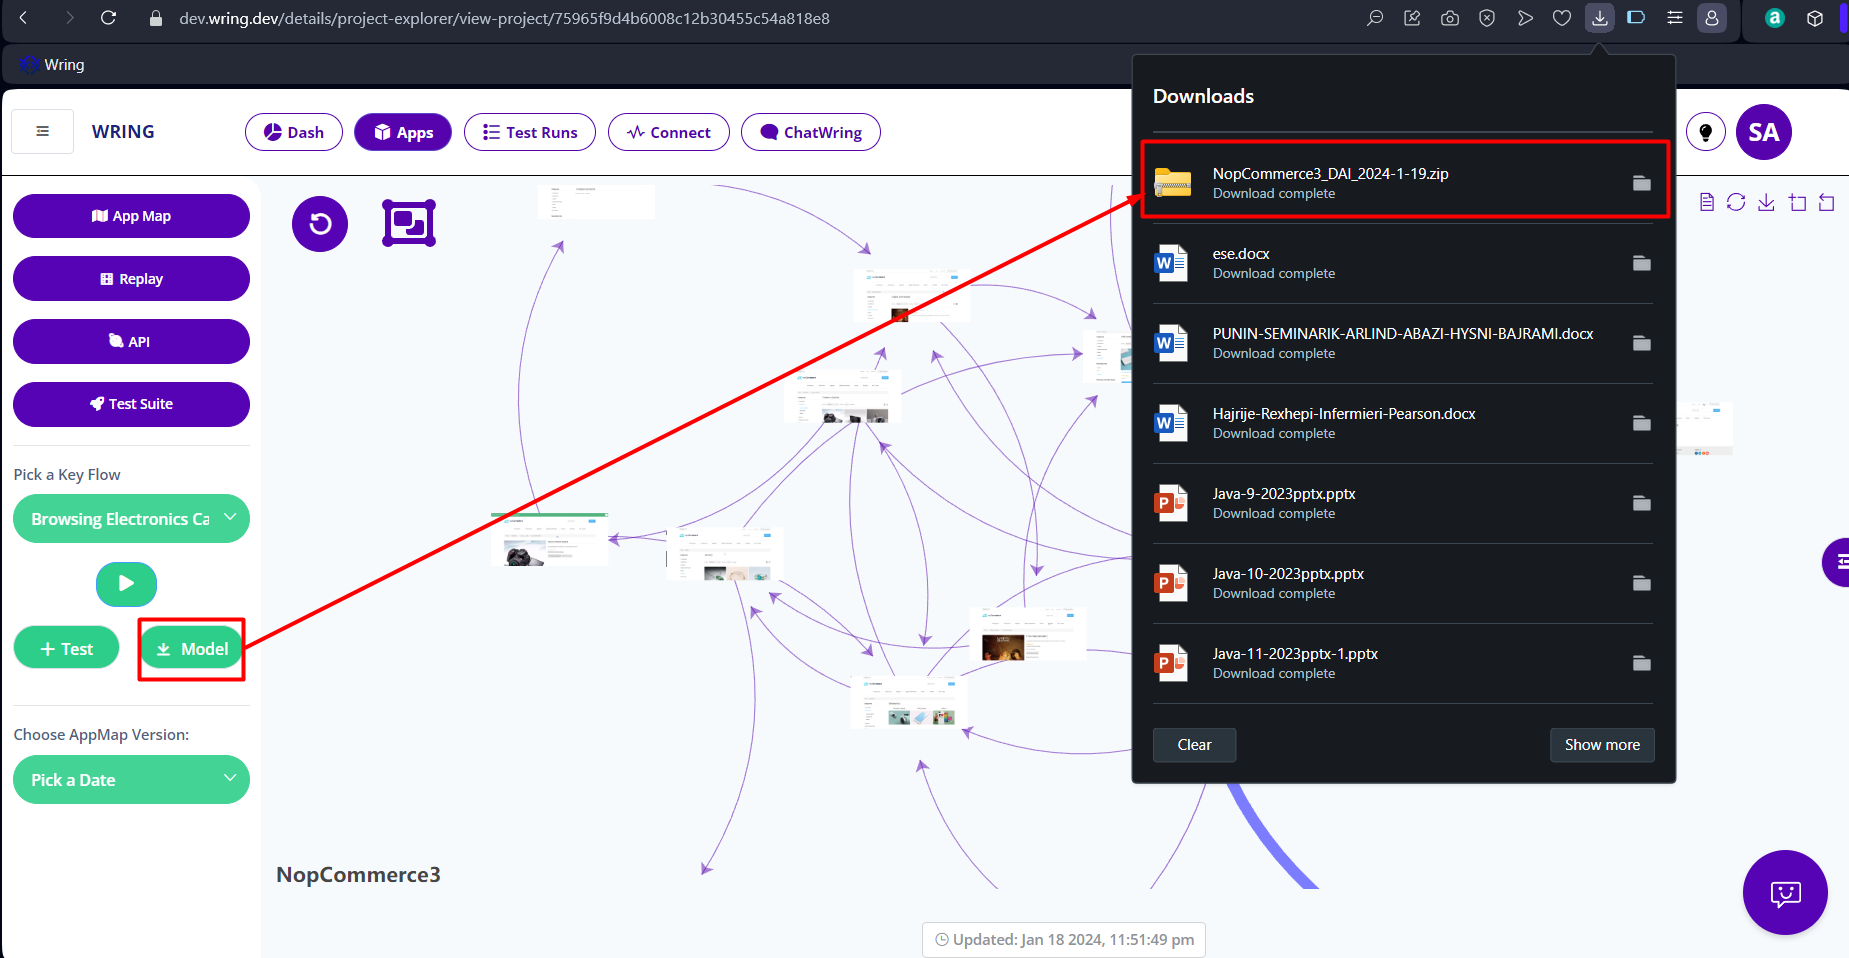 dev.wring.dev/details/project-explorer/view-project/75965f9d4b6008c12b30455c54a818e8
Wring
WRING
Dash
Apps
Test Runs
Connect
ChatWring
SA
App Map
Replay
API
Test Suite
Pick a Key Flow
Browsing Electronics Ca
+ Test
Model
Choose AppMap Version:
Pick a Date
NopCommerce3
Updated: Jan 18 2024, 11:51:49 pm
Downloads
NopCommerce3_DAI_2024-1-19.zip
Download complete
ese.docx
Download complete
PUNIN-SEMINARIK-ARLIND-ABAZI-HYSNI-BAJRAMI.docx
Download complete
Hajrije-Rexhepi-Infermieri-Pearson.docx
Download complete
Java-9-2023pptx.pptx
Download complete
Java-10-2023pptx.pptx
Download complete
Java-11-2023pptx-1.pptx
Download complete
Clear
Show more